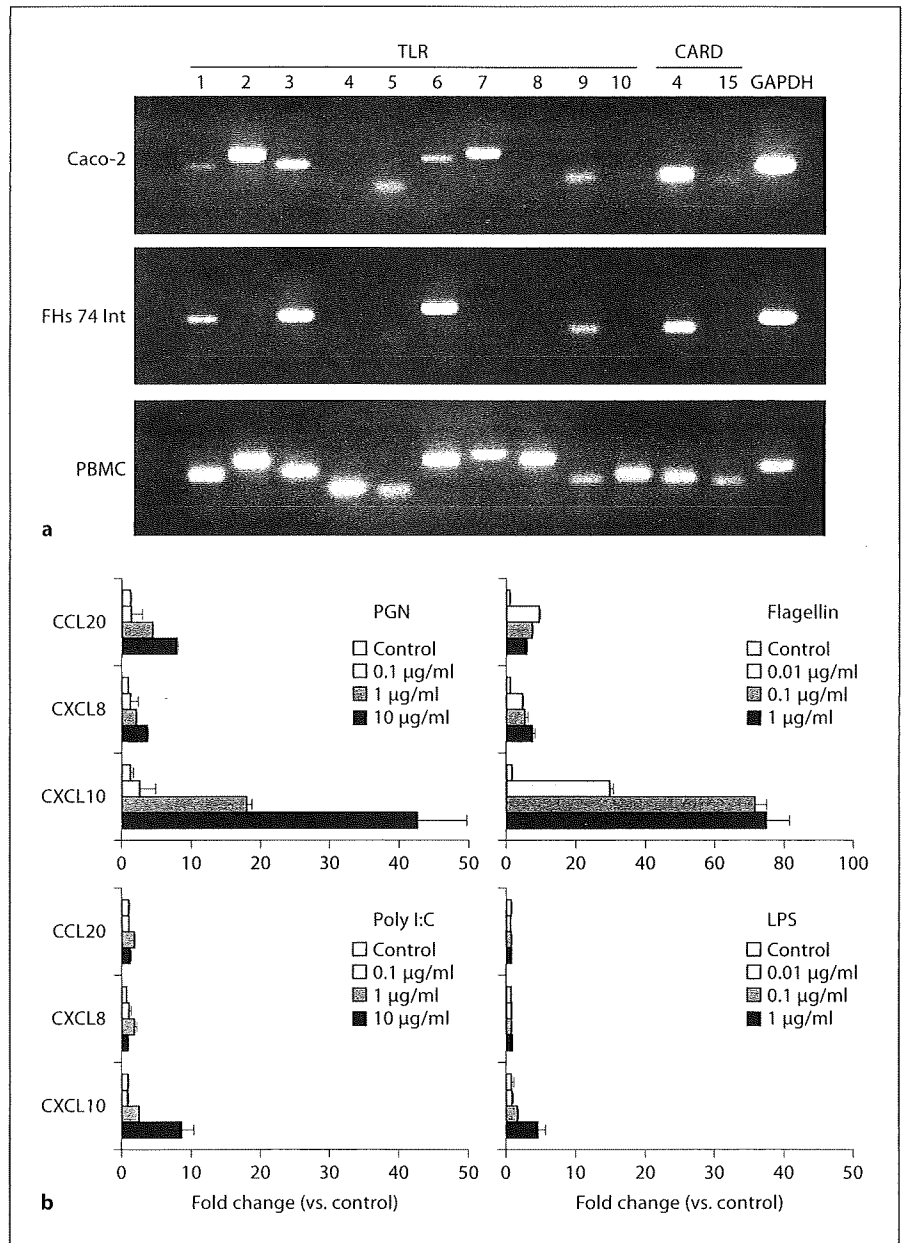 TLR CARD
1 2 3 4 5 6 7 8 9 10 4 15 GAPDH
Caco-2
FHs 74 Int
PBMC
a
CCL20
CXCL8
CXCL10
PGN
Control
0.1 µg/ml
1 µg/ml
10 µg/ml
0 10 20 30 40 50
Flagellin
Control
0.01 µg/ml
0.1 µg/ml
1 µg/ml
0 20 40 60 80 100
CCL20
CXCL8
CXCL10
Poly I:C
Control
0.1 µg/ml
1 µg/ml
10 µg/ml
0 10 20 30 40 50
Fold change (vs. control)
LPS
Control
0.01 µg/ml
0.1 µg/ml
1 µg/ml
0 10 20 30 40 50
Fold change (vs. control)
b